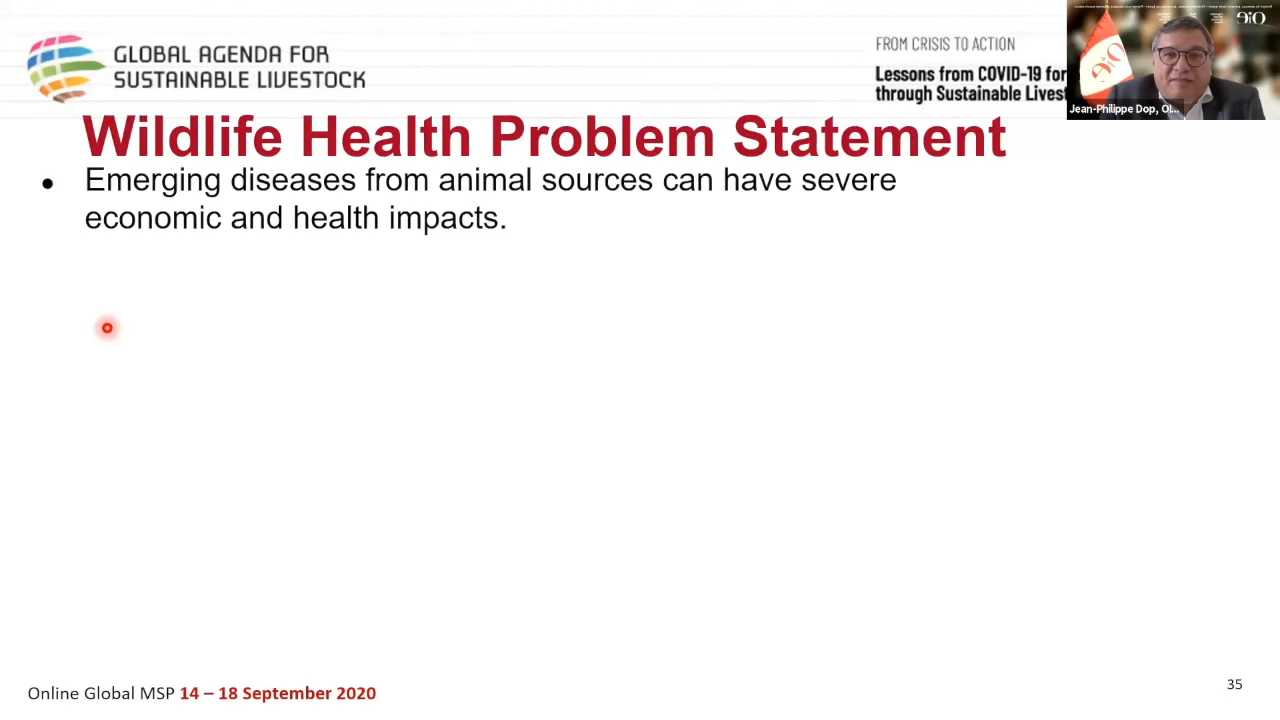 GLOBAL AGENDA FOR
SUSTAINABLE LIVESTOCK
FROM CRISIS TO ACTION
Lessons from COVID-19 for
through Sustainable Livest
Jean-Philippe Dop, OI...
Wildlife Health Problem Statement
● Emerging diseases from animal sources can have severe
economic and health impacts.
Online Global MSP 14 – 18 September 2020
35